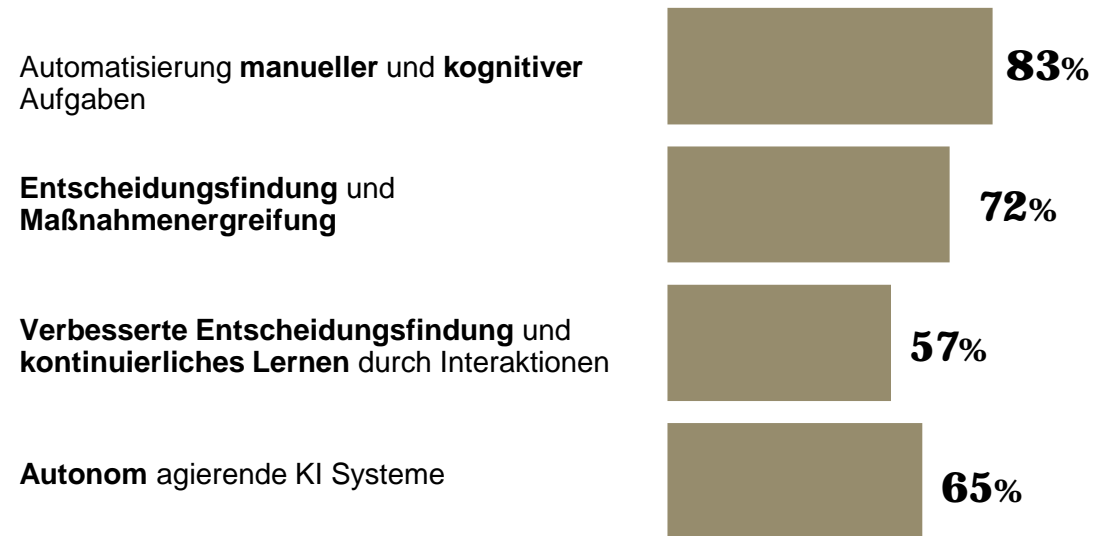 Automatisierung manueller und kognitiver
Aufgaben
83%
Entscheidungsfindung und
Maßnahmenergreifung
72%
Verbesserte Entscheidungsfindung und
kontinuierliches Lernen durch Interaktionen
57%
Autonom agierende KI Systeme
65%